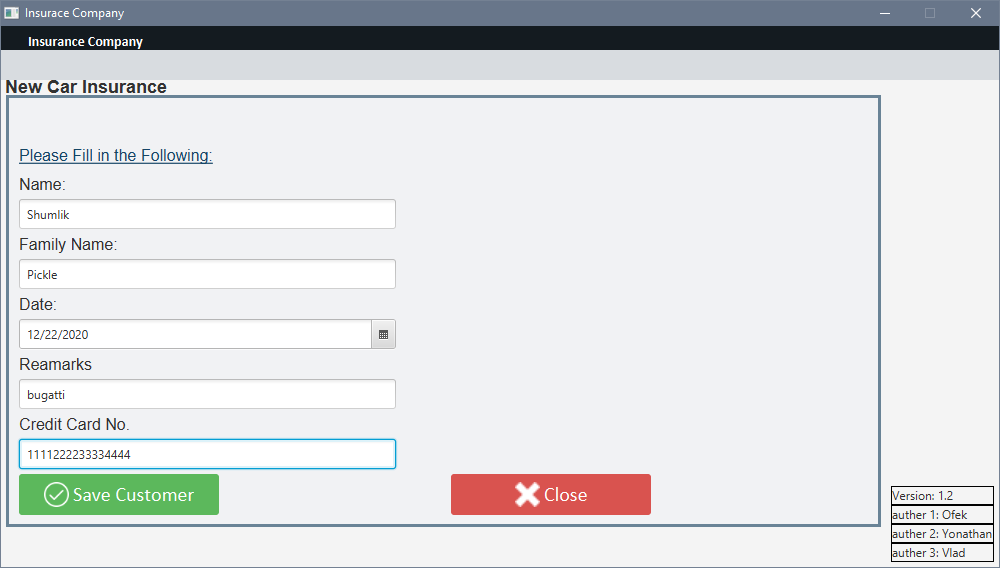 Insurace Company
Insurance Company
New Car Insurance
Please Fill in the Following:
Name:
Shumlik
Family Name:
Pickle
Date:
12/22/2020
Reamarks
bugatti
Credit Card No.
1111222233334444
Save Customer
Close
Version: 1.2
auther 1: Ofek
auther 2: Yonathan
auther 3: Vlad